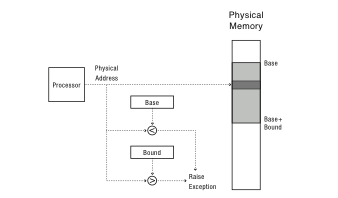 Physical
Memory
Physical
Address
Base
Processor
Base
Base+
Bound
<
Bound
>
Raise
Exception